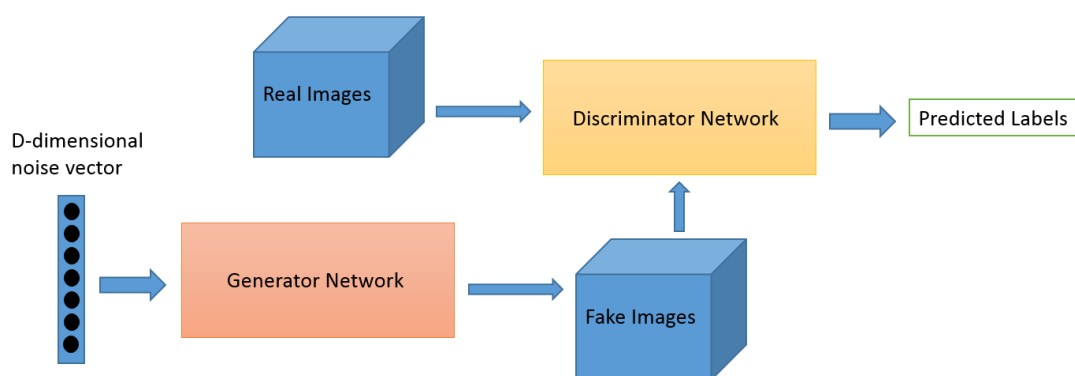 Real Images
Discriminator Network
Predicted Labels
D-dimensional
noise vector
Generator Network
Fake Images